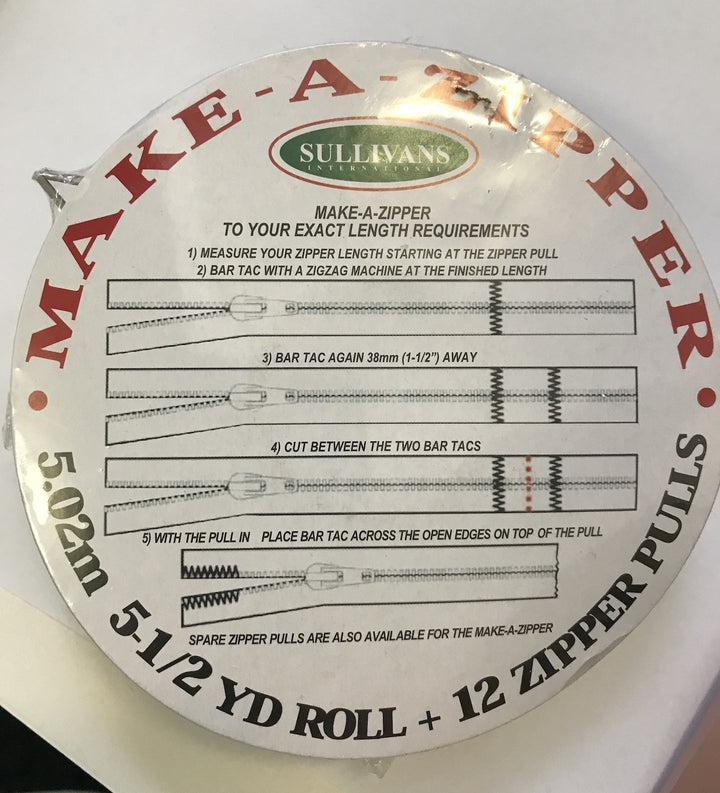 MAKE-A-ZIPPER
SULLIVANS
INTERNATIONAL
MAKE-A-ZIPPER
TO YOUR EXACT LENGTH REQUIREMENTS
1) MEASURE YOUR ZIPPER LENGTH STARTING AT THE ZIPPER PULL
2) BAR TAC WITH A ZIGZAG MACHINE AT THE FINISHED LENGTH
3) BAR TAC AGAIN 38mm (1-1/2") AWAY
4) CUT BETWEEN THE TWO BAR TACS
5) WITH THE PULL IN PLACE BAR TAC ACROSS THE OPEN EDGES ON TOP OF THE PULL
SPARE ZIPPER PULLS ARE ALSO AVAILABLE FOR THE MAKE-A-ZIPPER
5.02m 5-1/2 YD ROLL + 12 ZIPPER PULLS